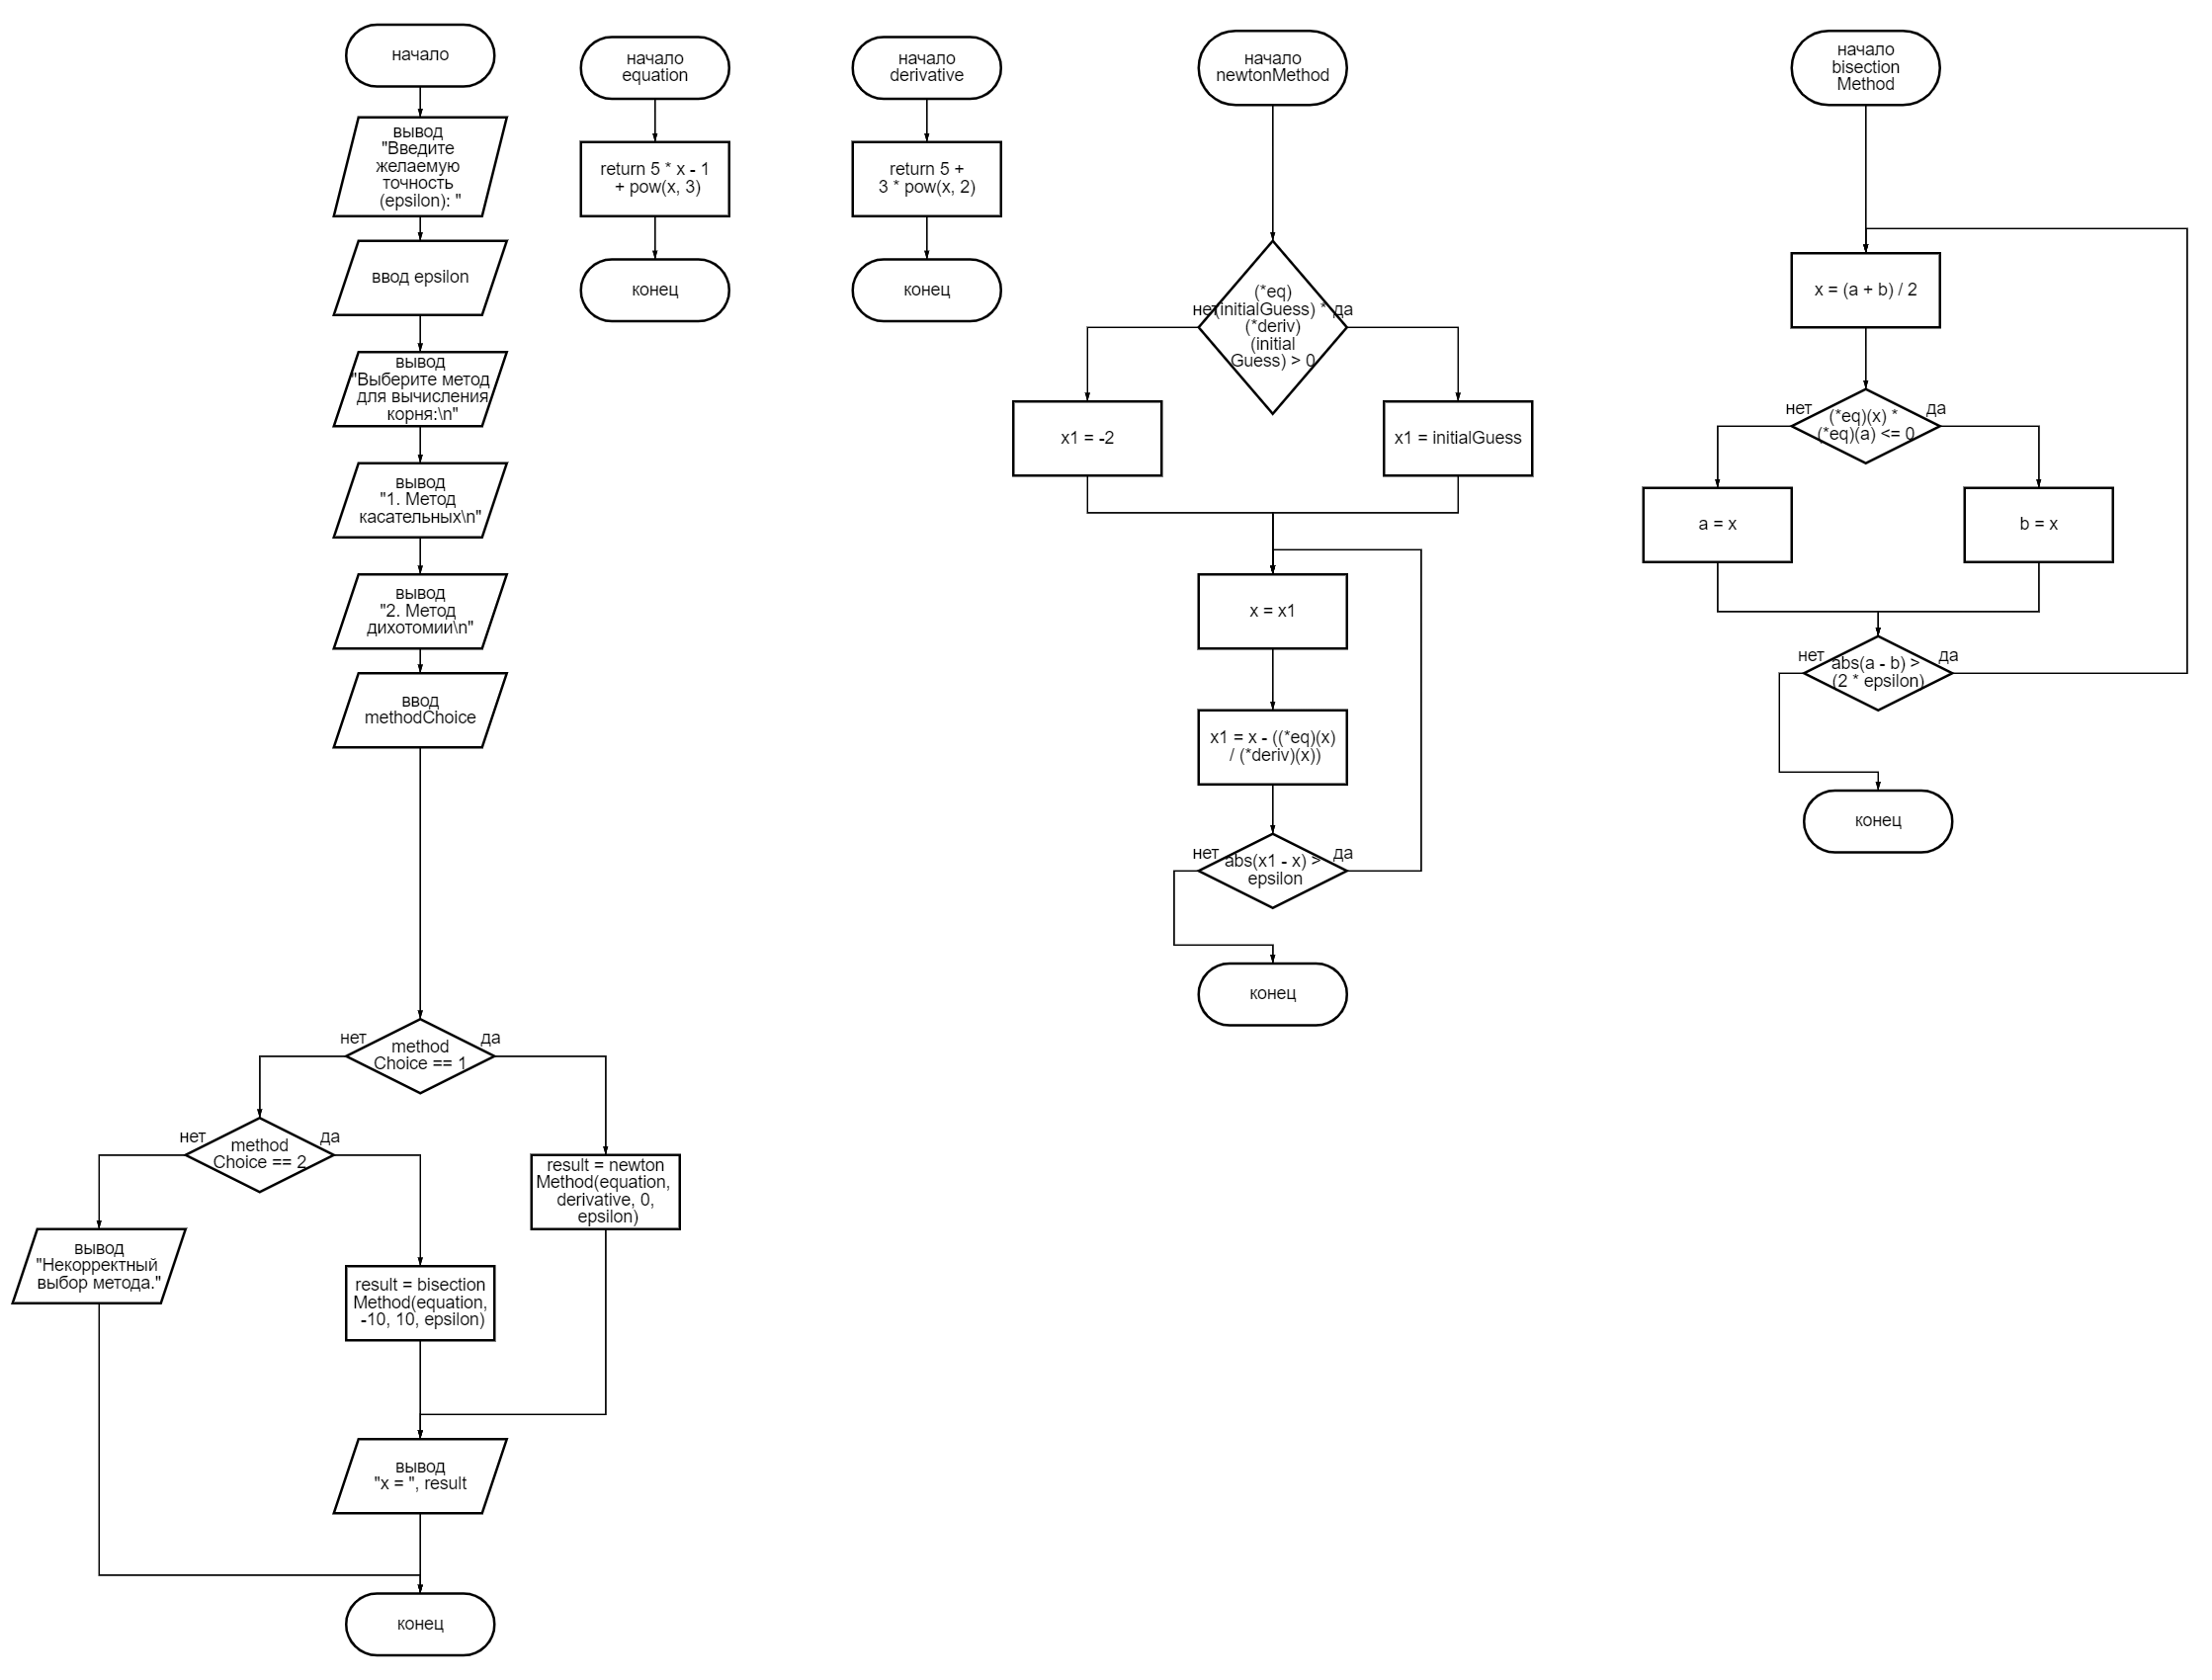 начало
вывод
"Введите
желаемую
точность
(epsilon): "
ввод epsilon
вывод
"Выберите метод
для вычисления
корня:\n"
вывод
"1. Метод
касательных\n"
вывод
"2. Метод
дихотомии\n"
ввод
methodChoice
нет
да
method
Choice == 1
нет
да
method
Choice == 2
вывод
"Некорректный
выбор метода."
result = bisection
Method(equation,
-10, 10, epsilon)
result = newton
Method(equation,
derivative, 0,
epsilon)
вывод
"x = ", result
конец
начало
equation
return 5 * x - 1
+ pow(x, 3)
конец
начало
derivative
return 5 +
3 * pow(x, 2)
конец
начало
newtonMethod
нет
да
(*eq)
(initialGuess) *
(*deriv)
(initial
Guess) > 0
x1 = -2
x1 = initialGuess
x = x1
x1 = x - ((*eq)(x)
/ (*deriv)(x))
нет
да
abs(x1 - x) >
epsilon
конец
начало
bisection
Method
x = (a + b) / 2
нет
да
(*eq)(x) *
(*eq)(a) <= 0
a = x
b = x
нет
да
abs(a - b) >
(2 * epsilon)
конец